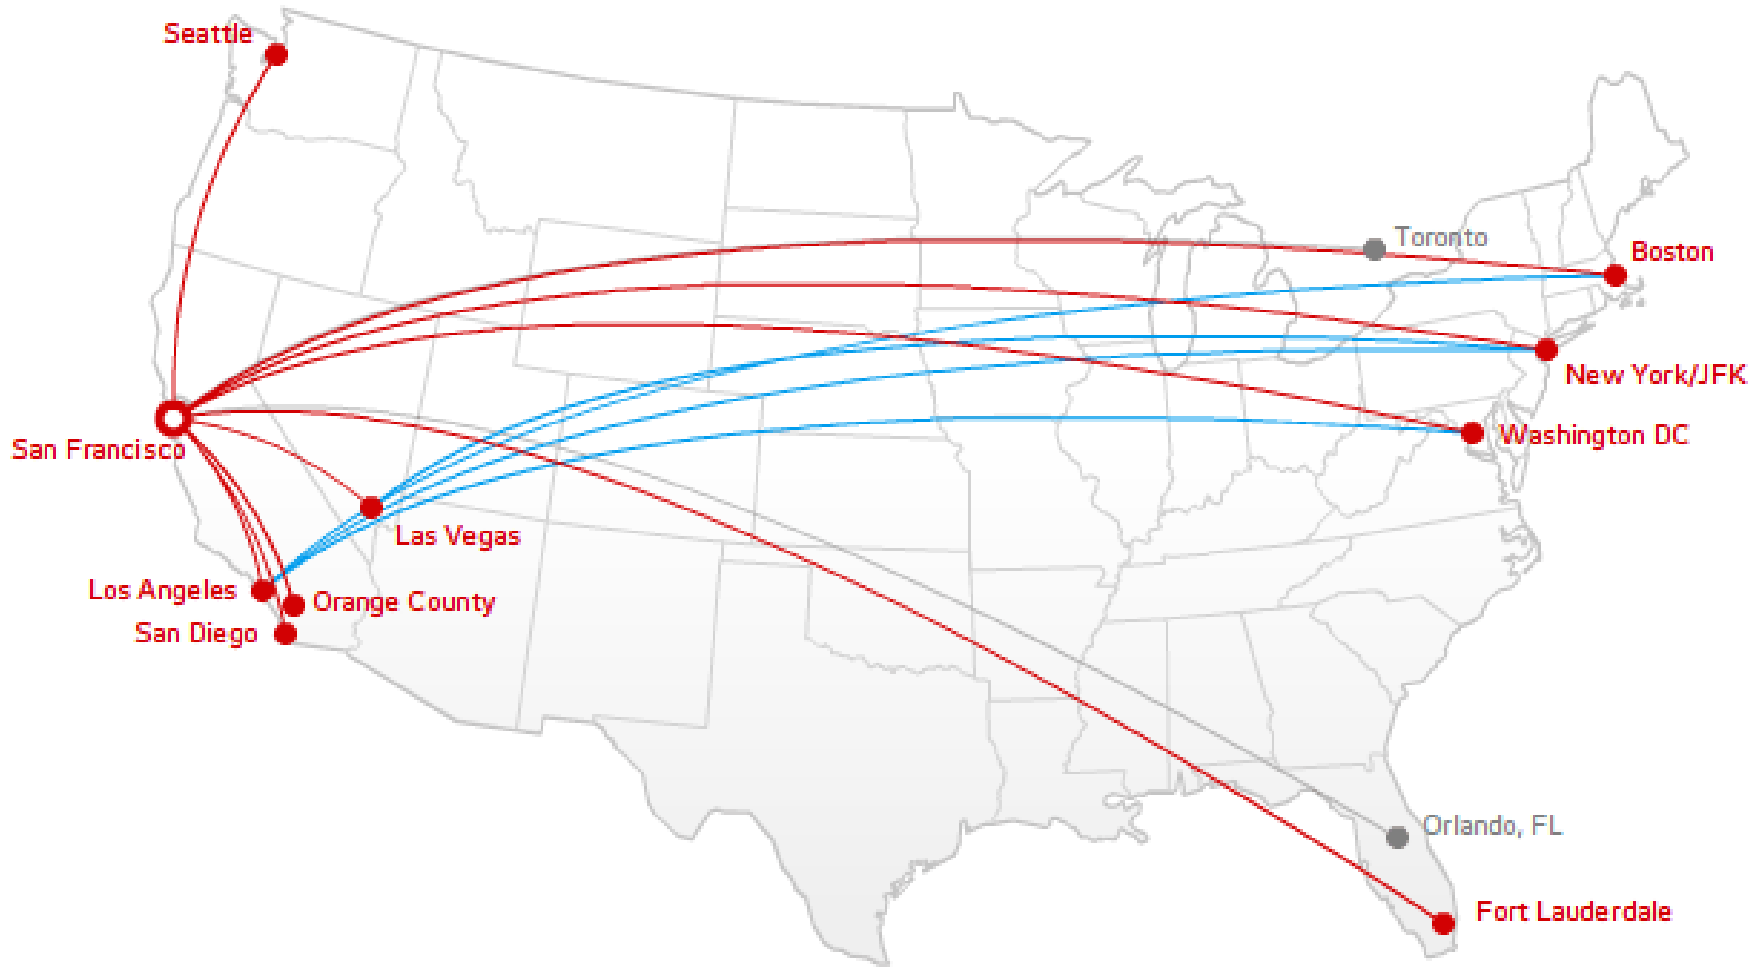 Seattle
Toronto
Boston
New York/JFK
Washington DC
San Francisco
Las Vegas
Los Angeles
Orange County
San Diego
Orlando, FL
Fort Lauderdale